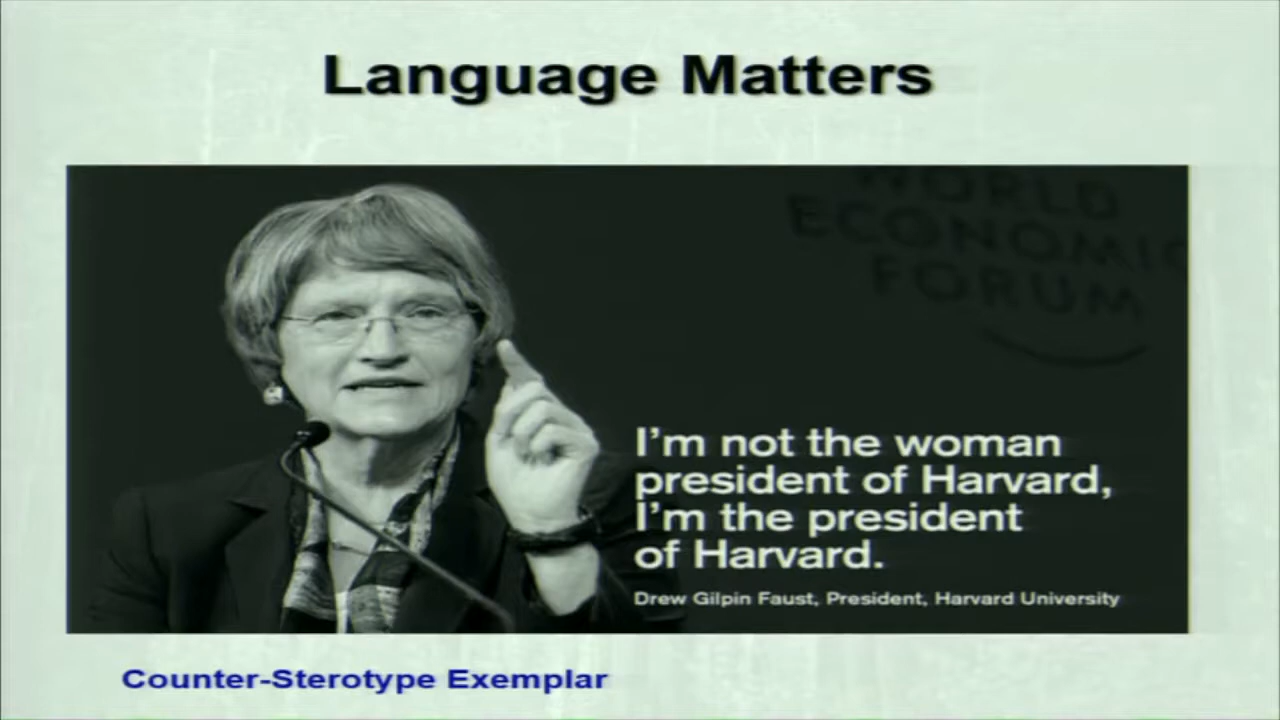 Language Matters
WORLD
ECONOMIC
FORUM
I'm not the woman
president of Harvard,
I'm the president
of Harvard.
Drew Gilpin Faust, President, Harvard University
Counter-Sterotype Exemplar